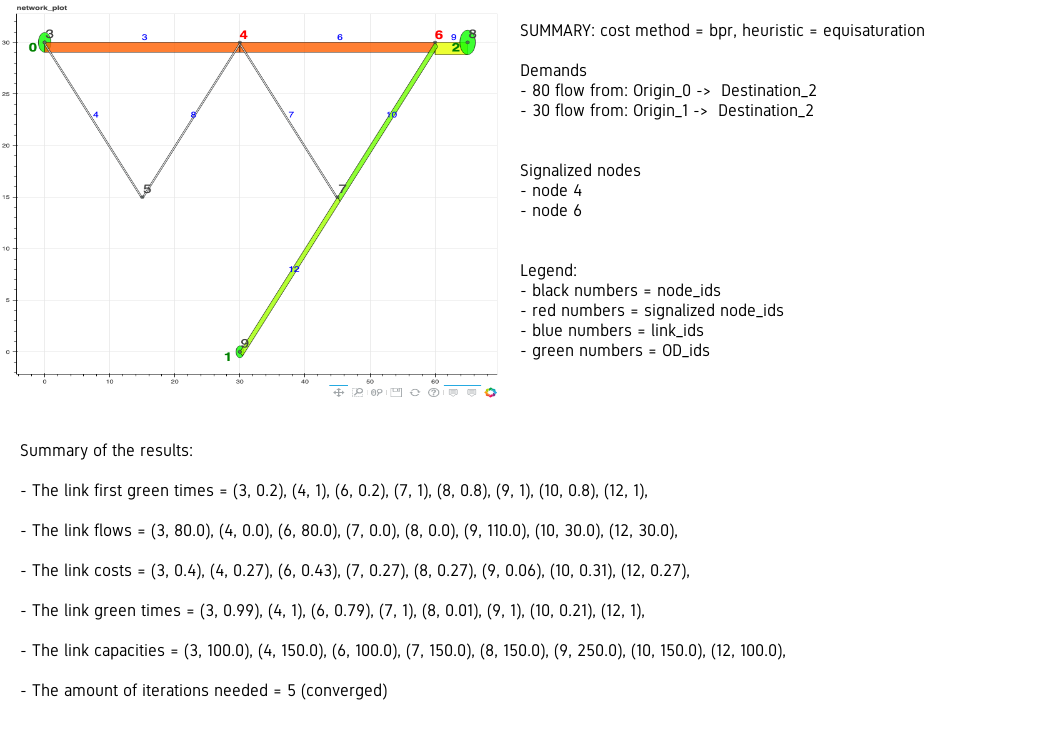 network_plot
3
4
6
8
0
3
6
9
2
30
25
4
8
7
10
20
5
7
15
10
12
5
9
1
0
0 10 20 30 40 50 60
SUMMARY: cost method = bpr, heuristic = equisaturation
Demands
- 80 flow from: Origin_0 -> Destination_2
- 30 flow from: Origin_1 -> Destination_2
Signalized nodes
- node 4
- node 6
Legend:
- black numbers = node_ids
- red numbers = signalized node_ids
- blue numbers = link_ids
- green numbers = OD_ids
Summary of the results:
- The link first green times = (3, 0.2), (4, 1), (6, 0.2), (7, 1), (8, 0.8), (9, 1), (10, 0.8), (12, 1),
- The link flows = (3, 80.0), (4, 0.0), (6, 80.0), (7, 0.0), (8, 0.0), (9, 110.0), (10, 30.0), (12, 30.0),
- The link costs = (3, 0.4), (4, 0.27), (6, 0.43), (7, 0.27), (8, 0.27), (9, 0.06), (10, 0.31), (12, 0.27),
- The link green times = (3, 0.99), (4, 1), (6, 0.79), (7, 1), (8, 0.01), (9, 1), (10, 0.21), (12, 1),
- The link capacities = (3, 100.0), (4, 150.0), (6, 100.0), (7, 150.0), (8, 150.0), (9, 250.0), (10, 150.0), (12, 100.0),
- The amount of iterations needed = 5 (converged)